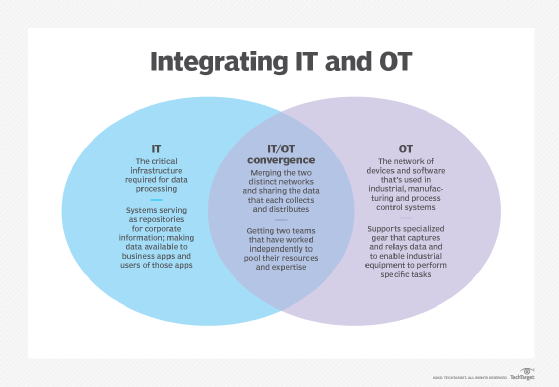 Integrating IT and OT
IT
The critical
infrastructure
required for data
processing
Systems serving
as repositories
for corporate
information; making
data available to
business apps and
users of those apps
IT/OT
convergence
Merging the two
distinct networks
and sharing the data
that each collects
and distributes
Getting two teams
that have worked
independently to
pool their resources
and expertise
OT
The network of
devices and software
that's used in
industrial, manufac-
turing and process
control systems
Supports specialized
gear that captures
and relays data and
to enable industrial
equipment to perform
specific tasks
TECHTARGET. ALL RIGHTS RESERVED
TechTarget